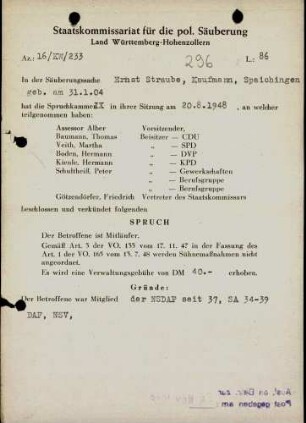 Staatskommissariat für die pol. Säuberung
Land Württemberg-Hohenzollern
Az.: 16/XX/233
296
L.: 86
In der Säuberungssache Ernst Straube, Kaufmann, Spaichingen
geb. am 31.1.04
hat die Spruchkammer IX in ihrer Sitzung am 20.8.1948, an welcher
teilgenommen haben:
Assessor Alber Vorsitzender,
Baumann, Thomas Beisitzer — CDU
Veith, Martha „ — SPD
Boden, Hermann „ — DVP
Kienle, Hermann „ — KPD
Schultheiß, Peter „ — Gewerkschaften
„ — Berufsgruppe
„ — Berufsgruppe
Götzendörfer, Friedrich Vertreter des Staatskommissars
beschlossen und verkündet folgenden
SPRUCH
Der Betroffene ist Mitläufer.
Gemäß Art. 3 der VO. 133 vom 17. 11. 47 in der Fassung des
Art. 1 der VO. 165 vom 13. 7. 48 werden Sühnemaßnahmen nicht
angeordnet.
Es wird eine Verwaltungsgebühr von DM 40.- erhoben.
Gründe:
Der Betroffene war Mitglied der NSDAP seit 37, SA 34-39
DAF, NSV,